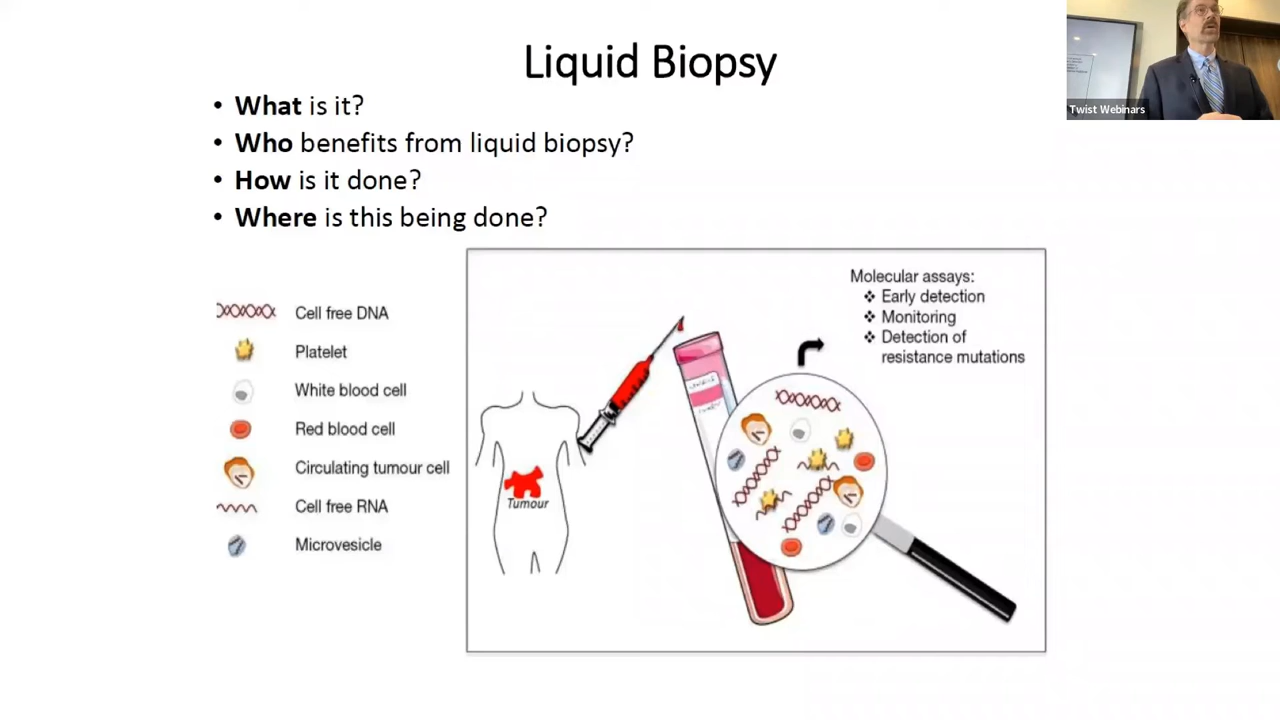 Liquid Biopsy
• What is it?
• Who benefits from liquid biopsy?
• How is it done?
• Where is this being done?
Twist Webinars
Cell free DNA
Platelet
White blood cell
Red blood cell
Circulating tumour cell
Cell free RNA
Microvesicle
Tumour
Molecular assays:
❖ Early detection
❖ Monitoring
❖ Detection of
resistance mutations